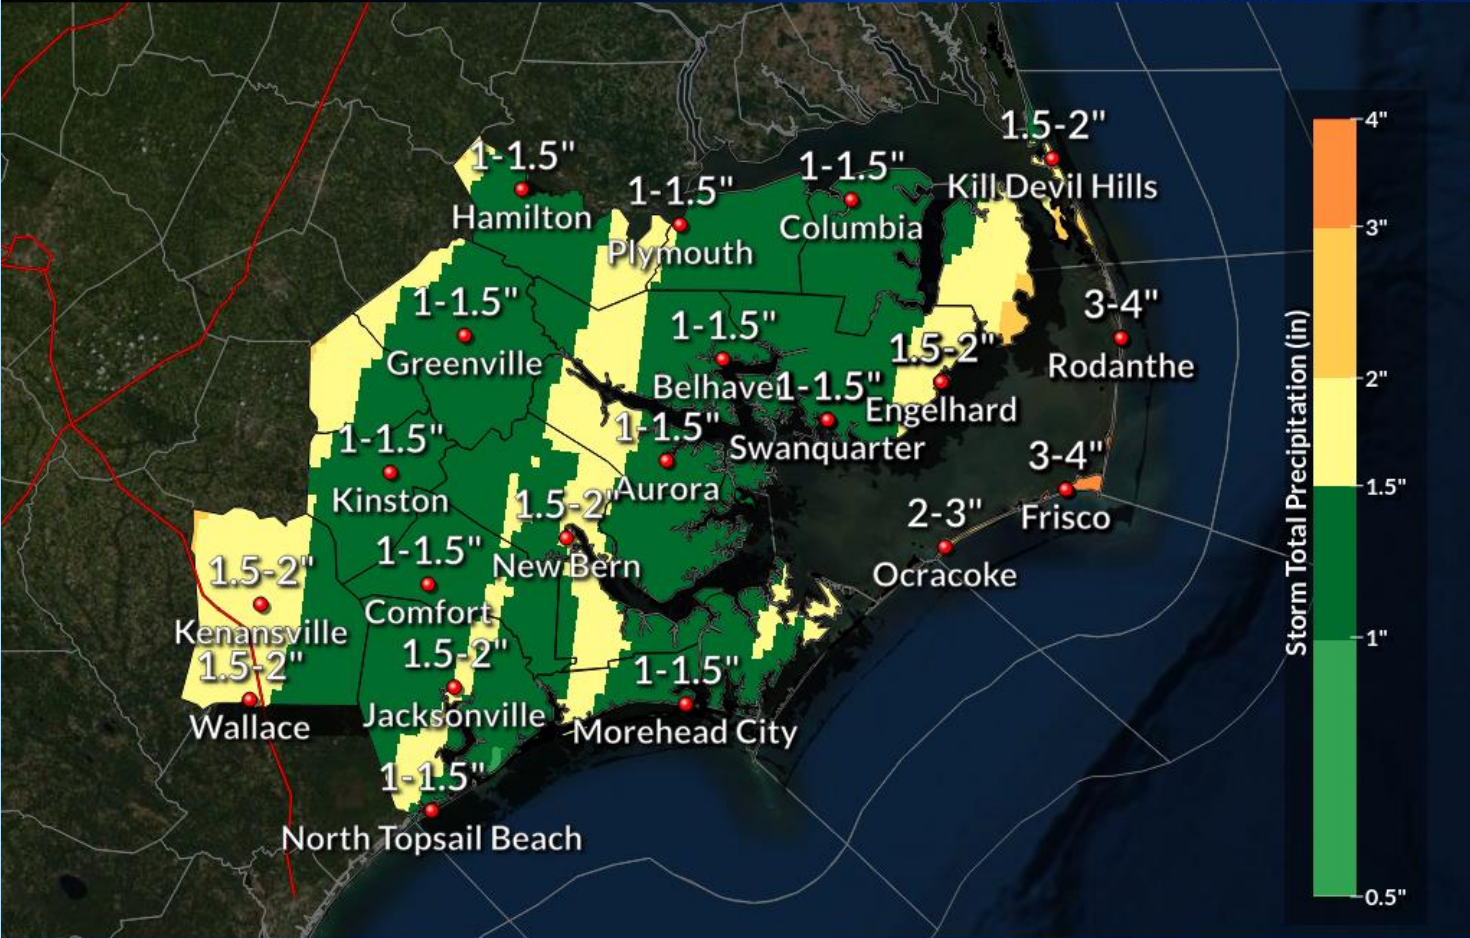 1.5-2"
Kill Devil Hills
1-1.5"
Hamilton
1-1.5"
Plymouth
1-1.5"
Columbia
1-1.5"
Greenville
1-1.5"
Belhaven
1-1.5"
Swanquarter
1.5-2"
Engelhard
3-4"
Rodanthe
1-1.5"
Kinston
1-1.5"
Aurora
3-4"
Frisco
1.5-2"
New Bern
2-3"
Ocracoke
1.5-2"
Kenansville
1-1.5"
Comfort
1.5-2"
Wallace
1.5-2"
Jacksonville
1-1.5"
Morehead City
1-1.5"
North Topsail Beach
Storm Total Precipitation (in)
4"
3"
2"
1.5"
1"
0.5"